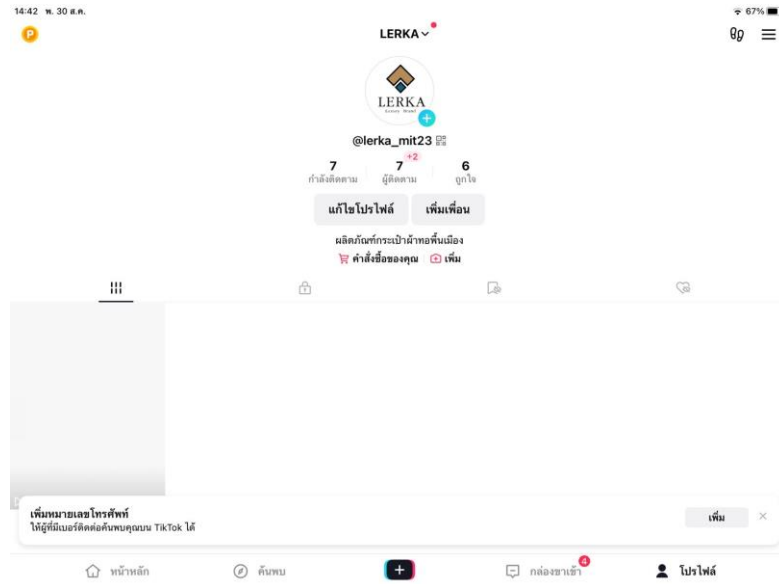 14:42 พ. 30 ส.ค.
67%
P
LERKA
LERKA
Luxury Brand
@lerka_mit23
+2
7 7 6
กำลังติดตาม ผู้ติดตาม ถูกใจ
แก้ไขโปรไฟล์ เพิ่มเพื่อน
ผลิตภัณฑ์กระเป๋าผ้าทอพื้นเมือง
คำสั่งซื้อของคุณ เพิ่ม
เพิ่มหมายเลขโทรศัพท์
ให้ผู้ที่มีเบอร์ติดต่อค้นพบคุณบน TikTok ได้
เพิ่ม
4
หน้าหลัก ค้นพบ กล่องขาเข้า โปรไฟล์